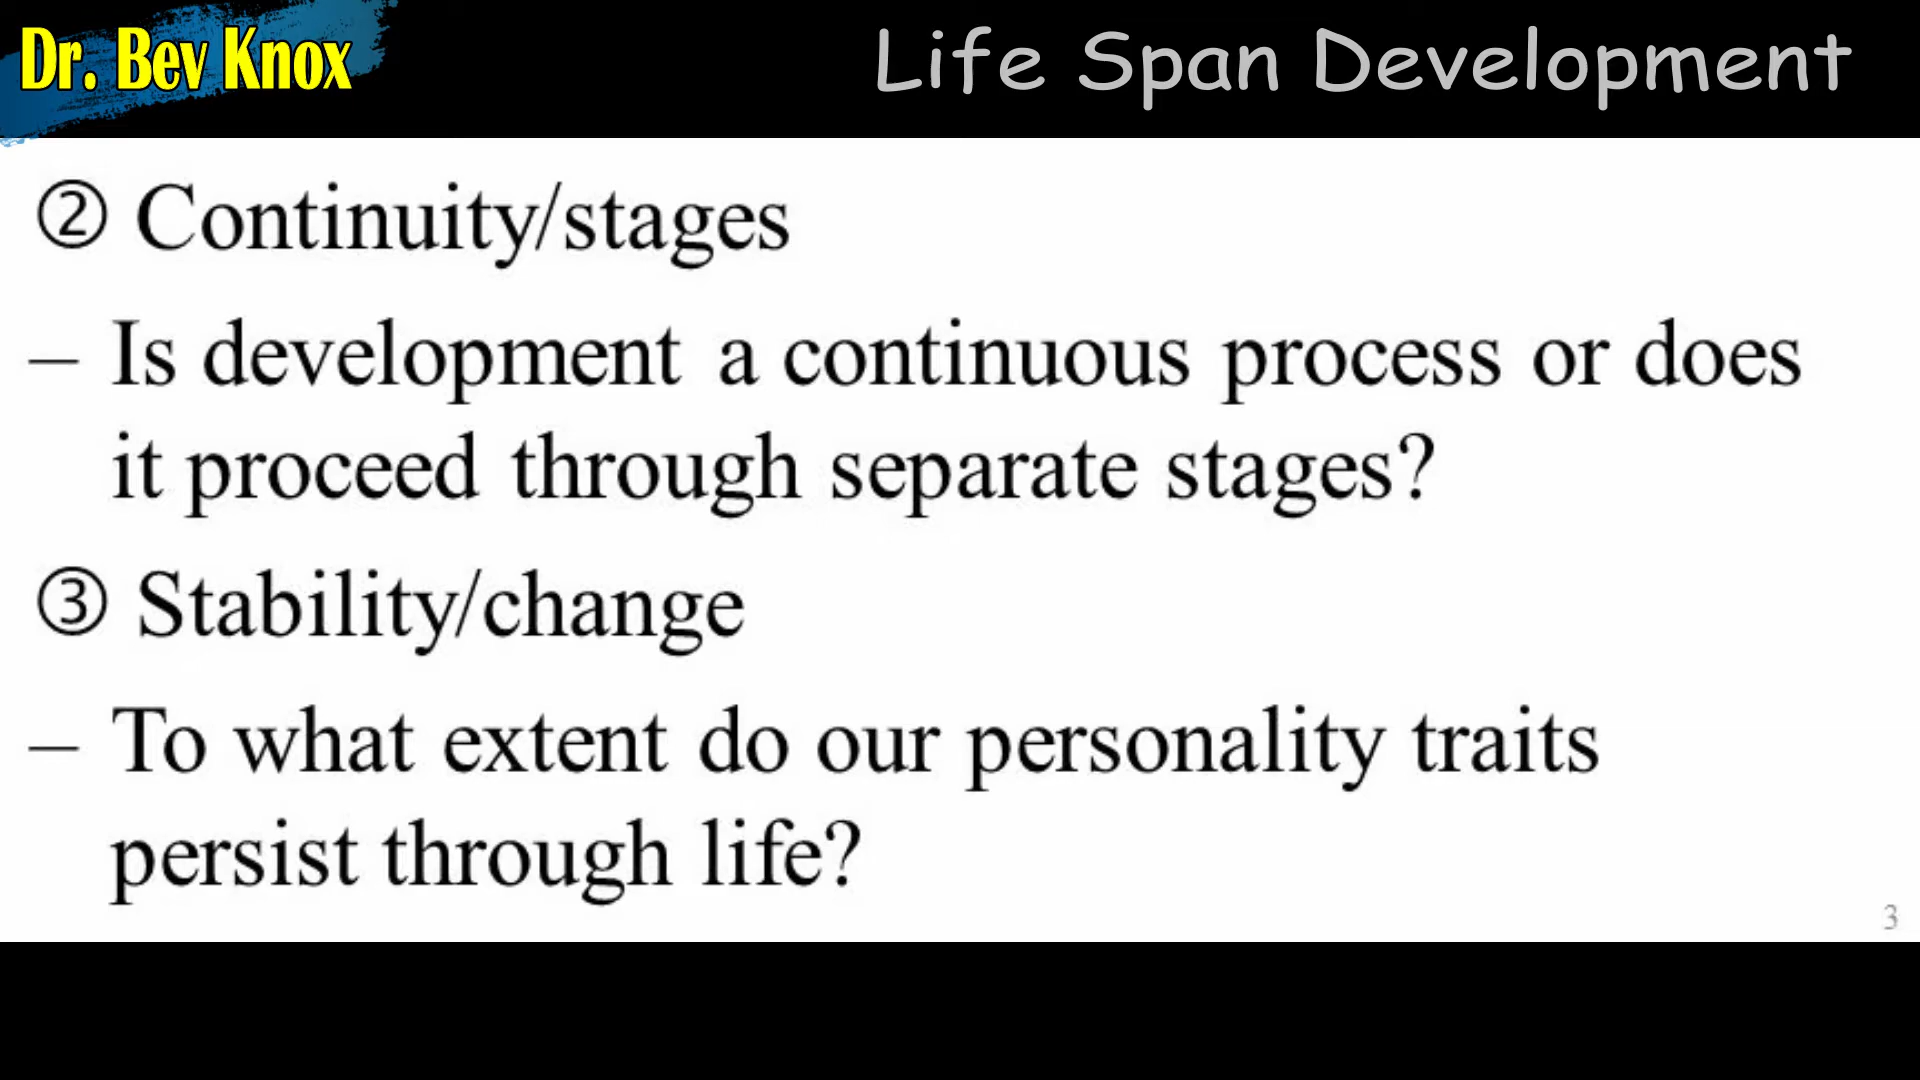 Dr. Bev Knox
Life Span Development
② Continuity/stages
– Is development a continuous process or does
it proceed through separate stages?
③ Stability/change
– To what extent do our personality traits
persist through life?
3